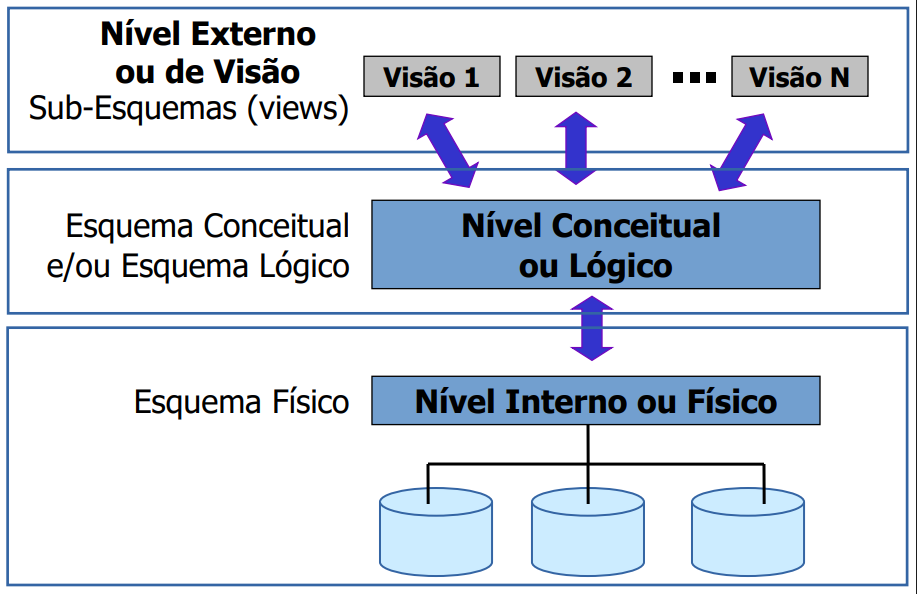 Nível Externo
ou de Visão
Sub-Esquemas (views)
Visão 1
Visão 2
Visão N
Esquema Conceitual
e/ou Esquema Lógico
Nível Conceitual
ou Lógico
Esquema Físico
Nível Interno ou Físico